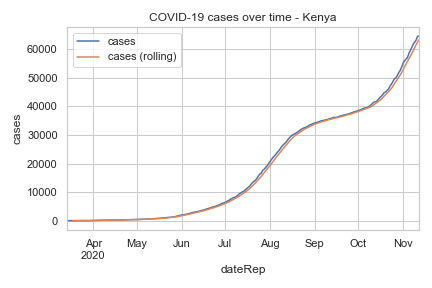 COVID-19 cases over time - Kenya
cases
cases (rolling)
60000
50000
40000
30000
20000
10000
0
cases
Apr May Jun Jul Aug Sep Oct Nov
2020
dateRep